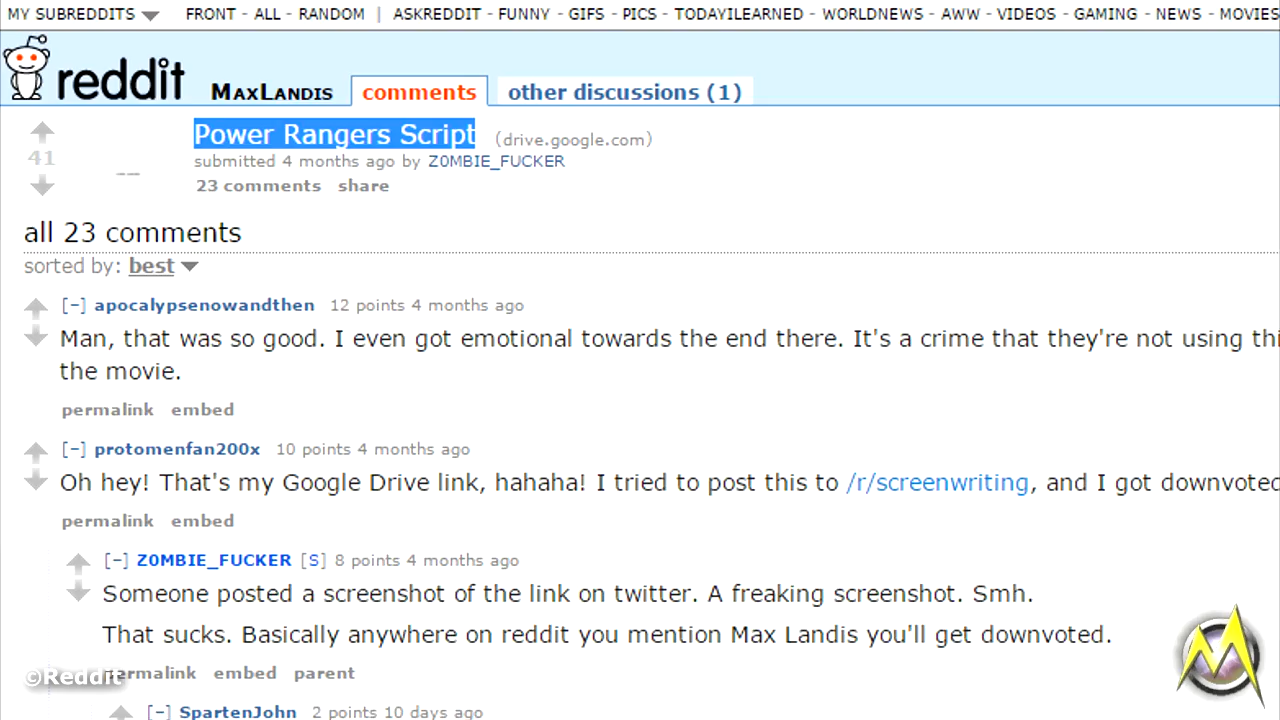 MY SUBREDDITS FRONT - ALL - RANDOM | ASKREDDIT - FUNNY - GIFS - PICS - TODAYILEARNED - WORLDNEWS - AWW - VIDEOS - GAMING - NEWS - MOVIES
reddit MAXLANDIS comments other discussions (1)
Power Rangers Script (drive.google.com)
41
submitted 4 months ago by Z0MBIE_FUCKER
23 comments share
all 23 comments
sorted by: best
[-] apocalypsenowandthen 12 points 4 months ago
Man, that was so good. I even got emotional towards the end there. It's a crime that they're not using thi
the movie.
permalink embed
[-] protomenfan200x 10 points 4 months ago
Oh hey! That's my Google Drive link, hahaha! I tried to post this to /r/screenwriting, and I got downvoted
permalink embed
[-] Z0MBIE_FUCKER [S] 8 points 4 months ago
Someone posted a screenshot of the link on twitter. A freaking screenshot. Smh.
That sucks. Basically anywhere on reddit you mention Max Landis you'll get downvoted.
permalink embed parent
©Reddit
[-] SpartenJohn 2 points 10 days ago